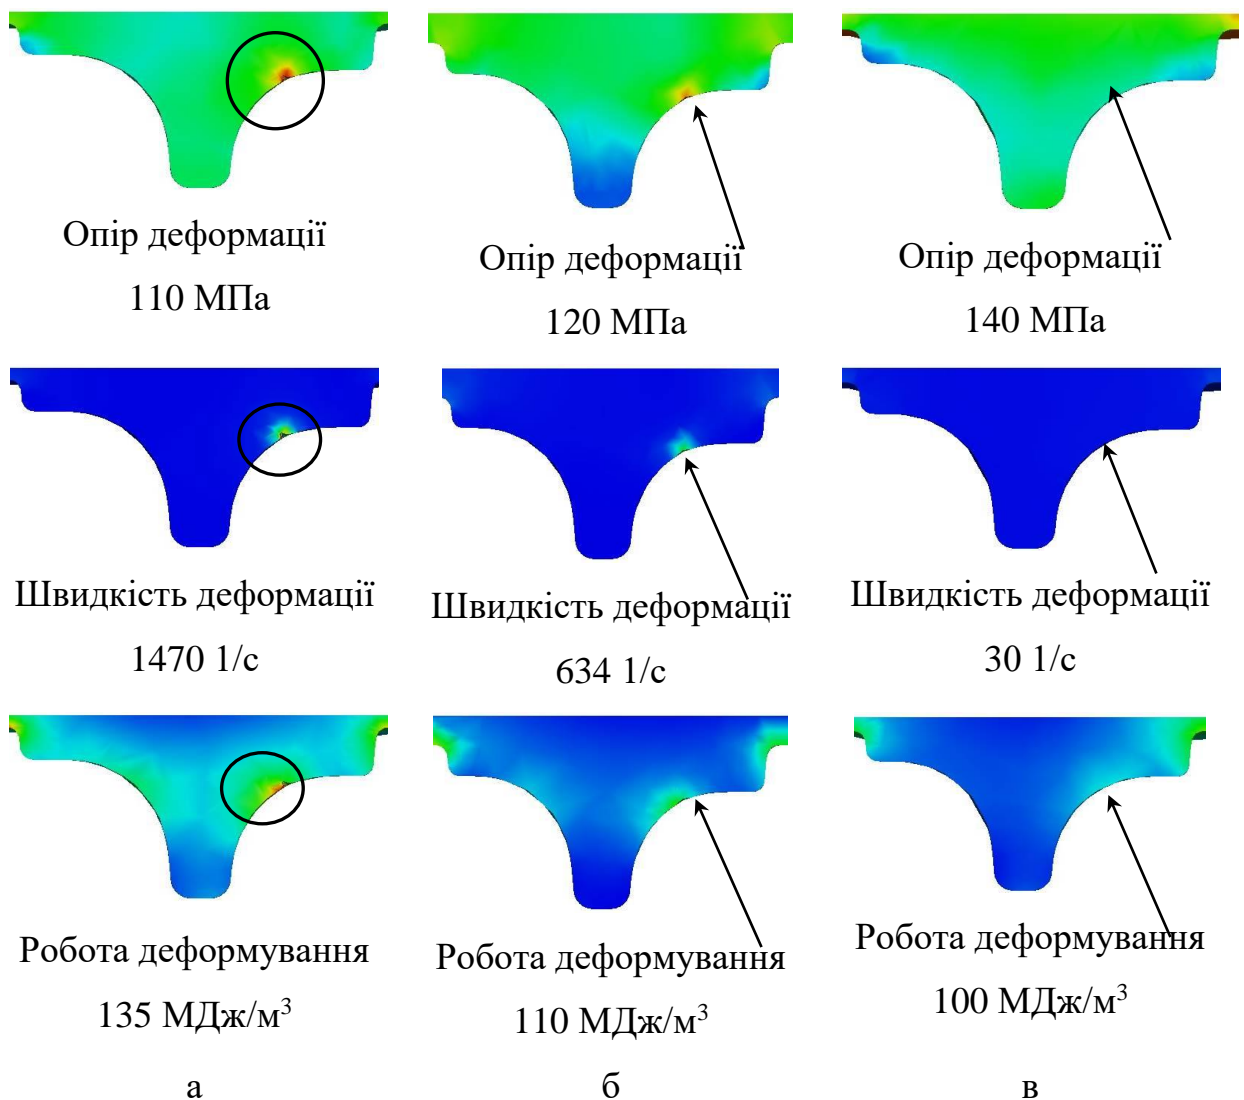 Опір деформації
110 МПа
Опір деформації
120 МПа
Опір деформації
140 МПа
Швидкість деформації
1470 1/с
Швидкість деформації
634 1/с
Швидкість деформації
30 1/с
Робота деформування
135 МДж/м³
Робота деформування
110 МДж/м³
Робота деформування
100 МДж/м³
а
б
в